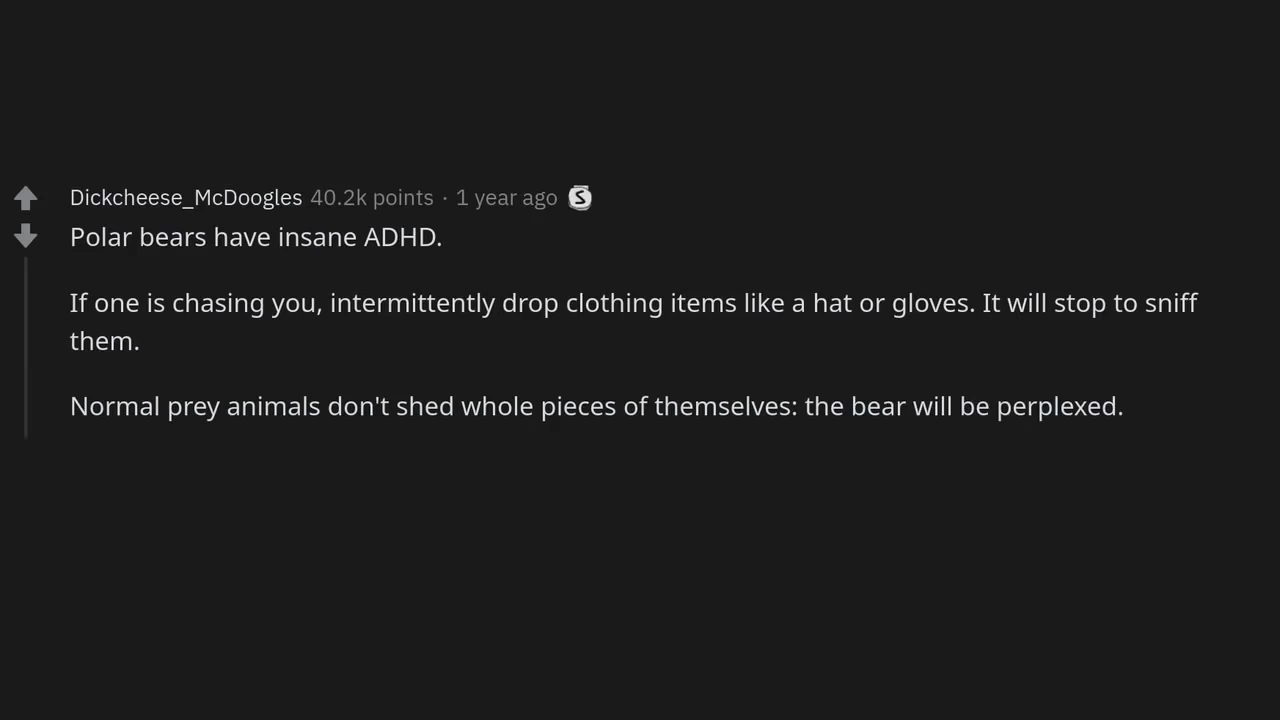 Dickcheese_McDoogles 40.2k points · 1 year ago S
Polar bears have insane ADHD.
If one is chasing you, intermittently drop clothing items like a hat or gloves. It will stop to sniff
them.
Normal prey animals don't shed whole pieces of themselves: the bear will be perplexed.